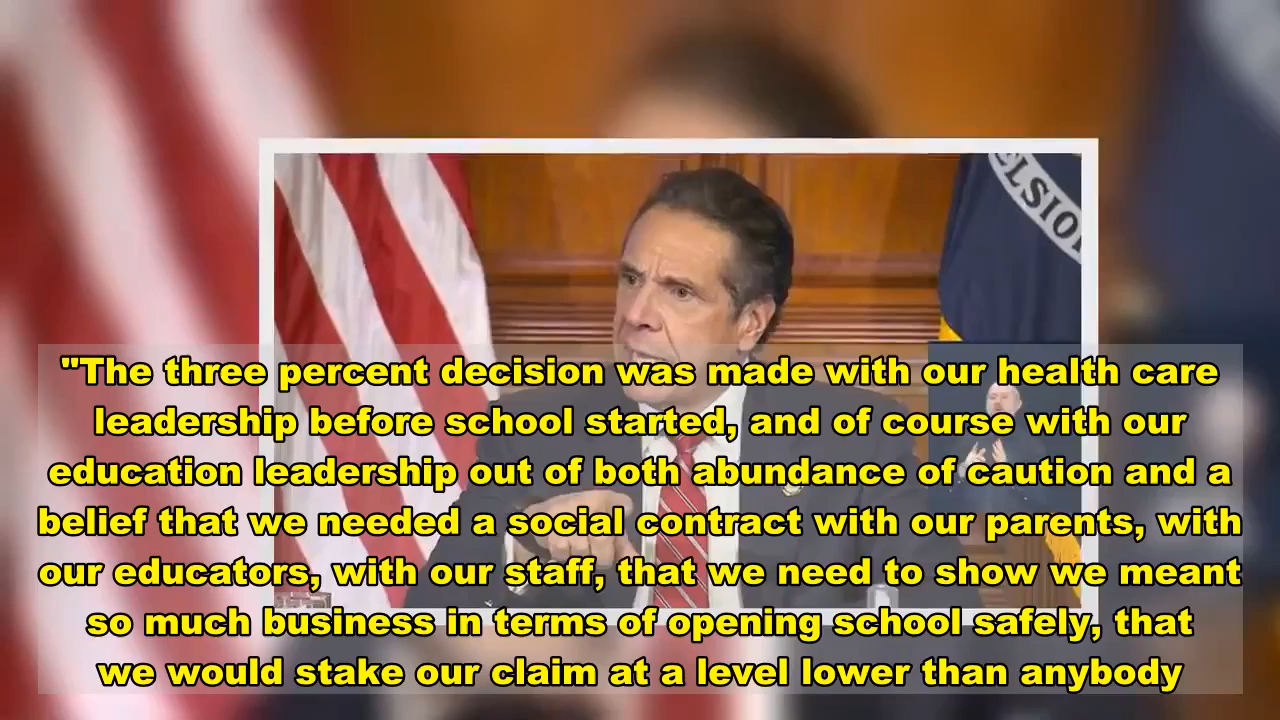 ELSIOR
"The three percent decision was made with our health care
leadership before school started, and of course with our
education leadership out of both abundance of caution and a
belief that we needed a social contract with our parents, with
our educators, with our staff, that we need to show we meant
so much business in terms of opening school safely, that
we would stake our claim at a level lower than anybody